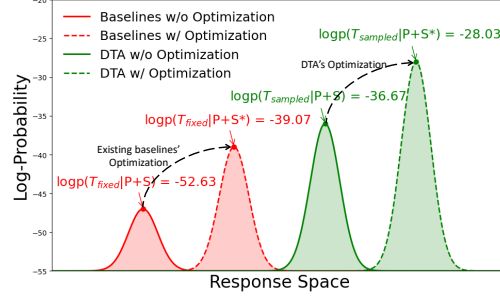 Baselines w/o Optimization
Baselines w/ Optimization
DTA w/o Optimization
DTA w/ Optimization
logp(T_sampled|P+S*) = -28.03
DTA's Optimization
logp(T_sampled|P+S) = -36.67
logp(T_fixed|P+S*) = -39.07
Existing baselines'
Optimization
logp(T_fixed|P+S) = -52.63
−20
−25
−30
−35
−40
−45
−50
−55
Log-Probability
Response Space